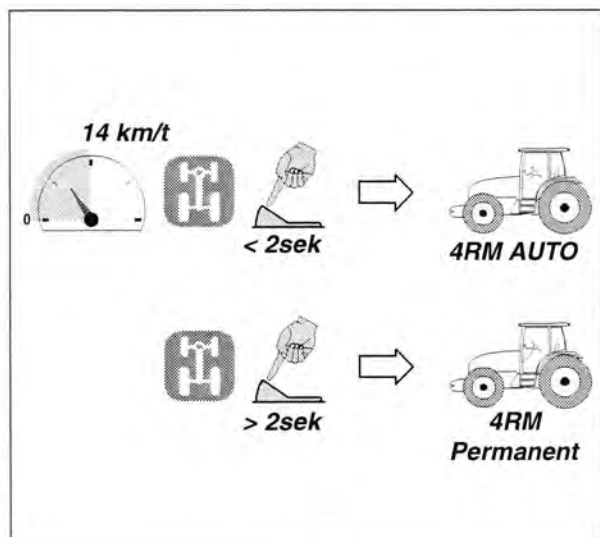 14 km/t
0
< 2sek
4RM AUTO
> 2sek
4RM
Permanent